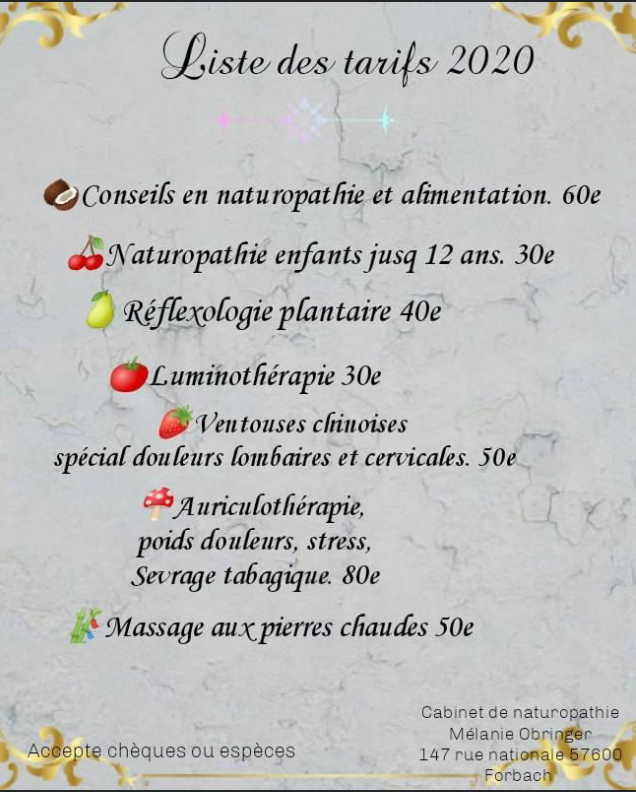 Liste des tarifs 2020
Conseils en naturopathie et alimentation. 60e
Naturopathie enfants jusq 12 ans. 30e
Réflexologie plantaire 40e
Luminothérapie 30e
Ventouses chinoises
spécial douleurs lombaires et cervicales. 50e
Auriculothérapie,
poids douleurs, stress,
Sevrage tabagique. 80e
Massage aux pierres chaudes 50e
Accepte chèques ou espèces
Cabinet de naturopathie
Mélanie Obringer
147 rue nationale 57600
Forbach